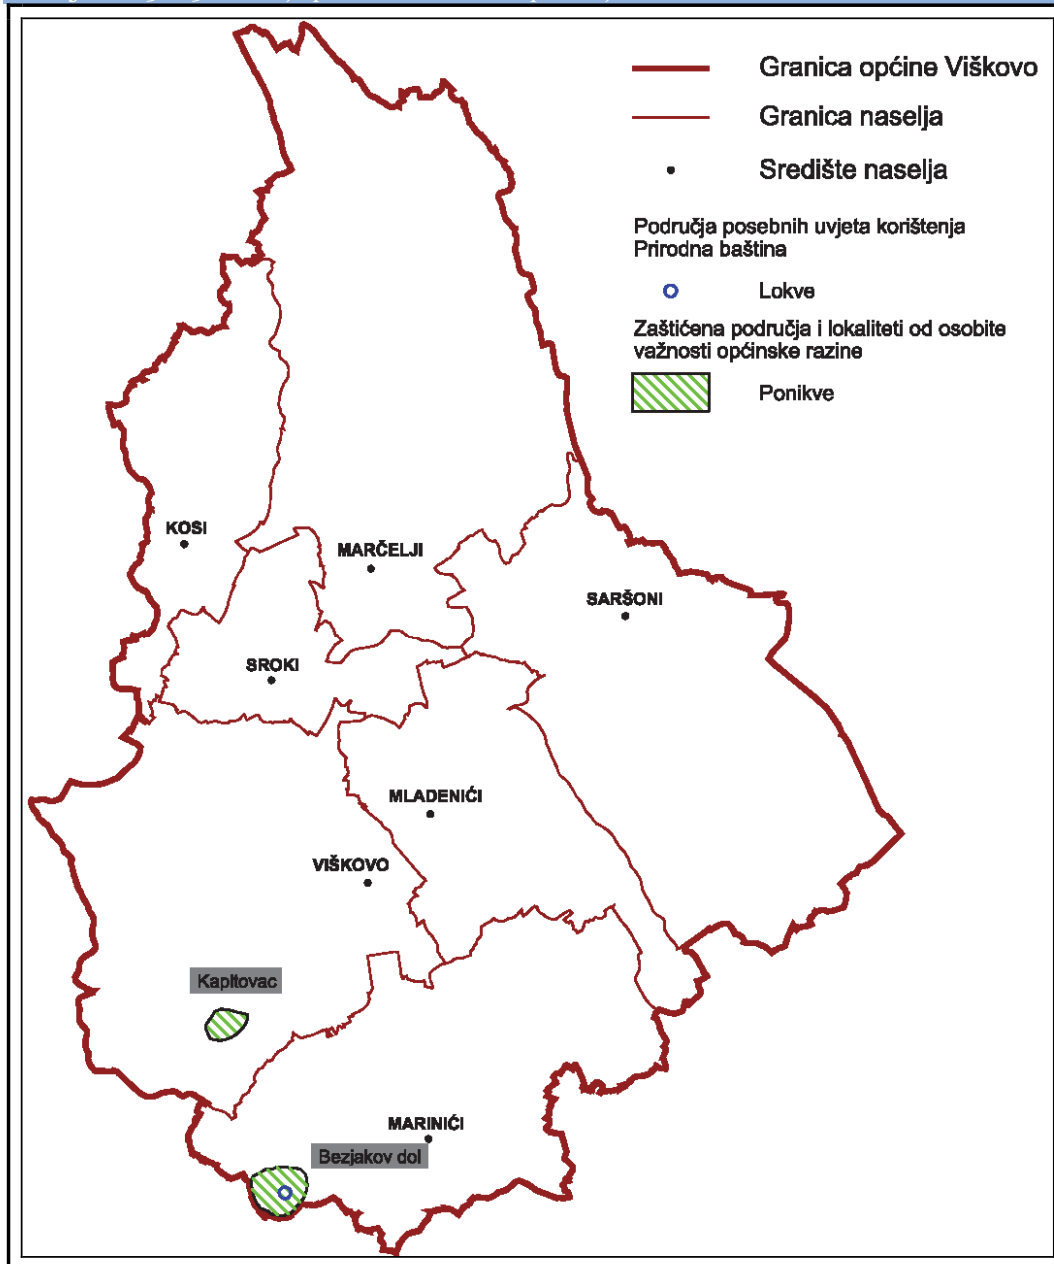 Granica općine Viškovo
Granica naselja
Središte naselja
Područja posebnih uvjeta korištenja
Prirodna baština
Lokve
Zaštićena područja i lokaliteti od osobite
važnosti općinske razine
Ponikve
KOSI
MARČELJI
SARŠONI
SROKI
MLADENIĆI
VIŠKOVO
Kapitovac
MARINIĆI
Bezjakov dol